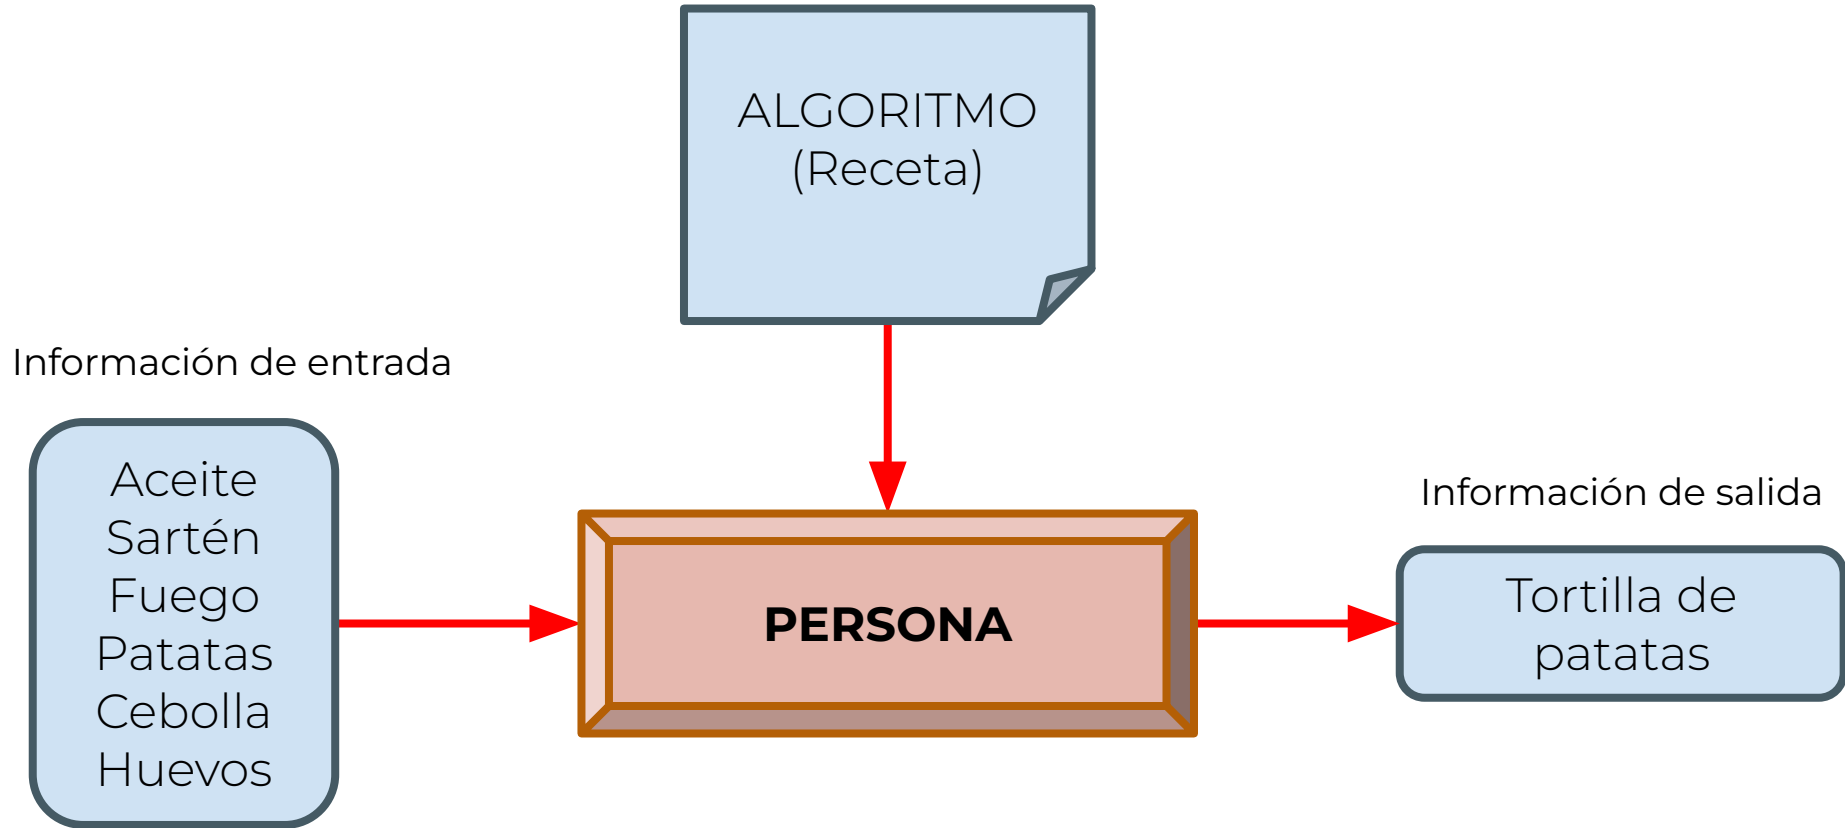 ALGORITMO
(Receta)
Información de entrada
Aceite
Sartén
Fuego
Patatas
Cebolla
Huevos
PERSONA
Información de salida
Tortilla de
patatas